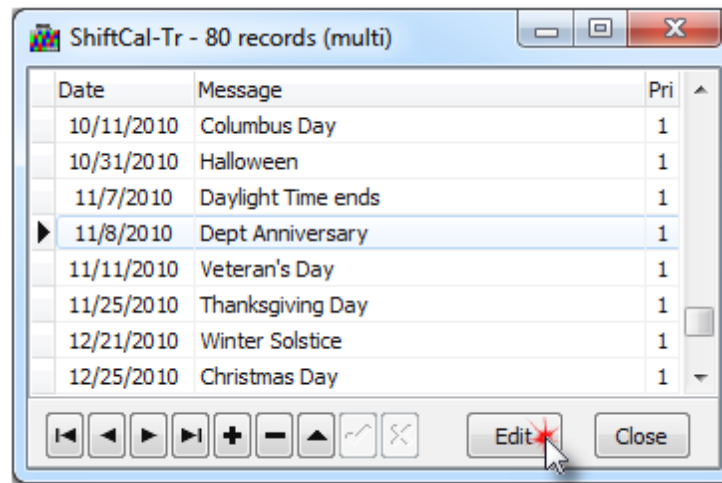 ShiftCal-Tr - 80 records (multi)
Date Message Pri
10/11/2010 Columbus Day 1
10/31/2010 Halloween 1
11/7/2010 Daylight Time ends 1
11/8/2010 Dept Anniversary 1
11/11/2010 Veteran's Day 1
11/25/2010 Thanksgiving Day 1
12/21/2010 Winter Solstice 1
12/25/2010 Christmas Day 1
Edit Close